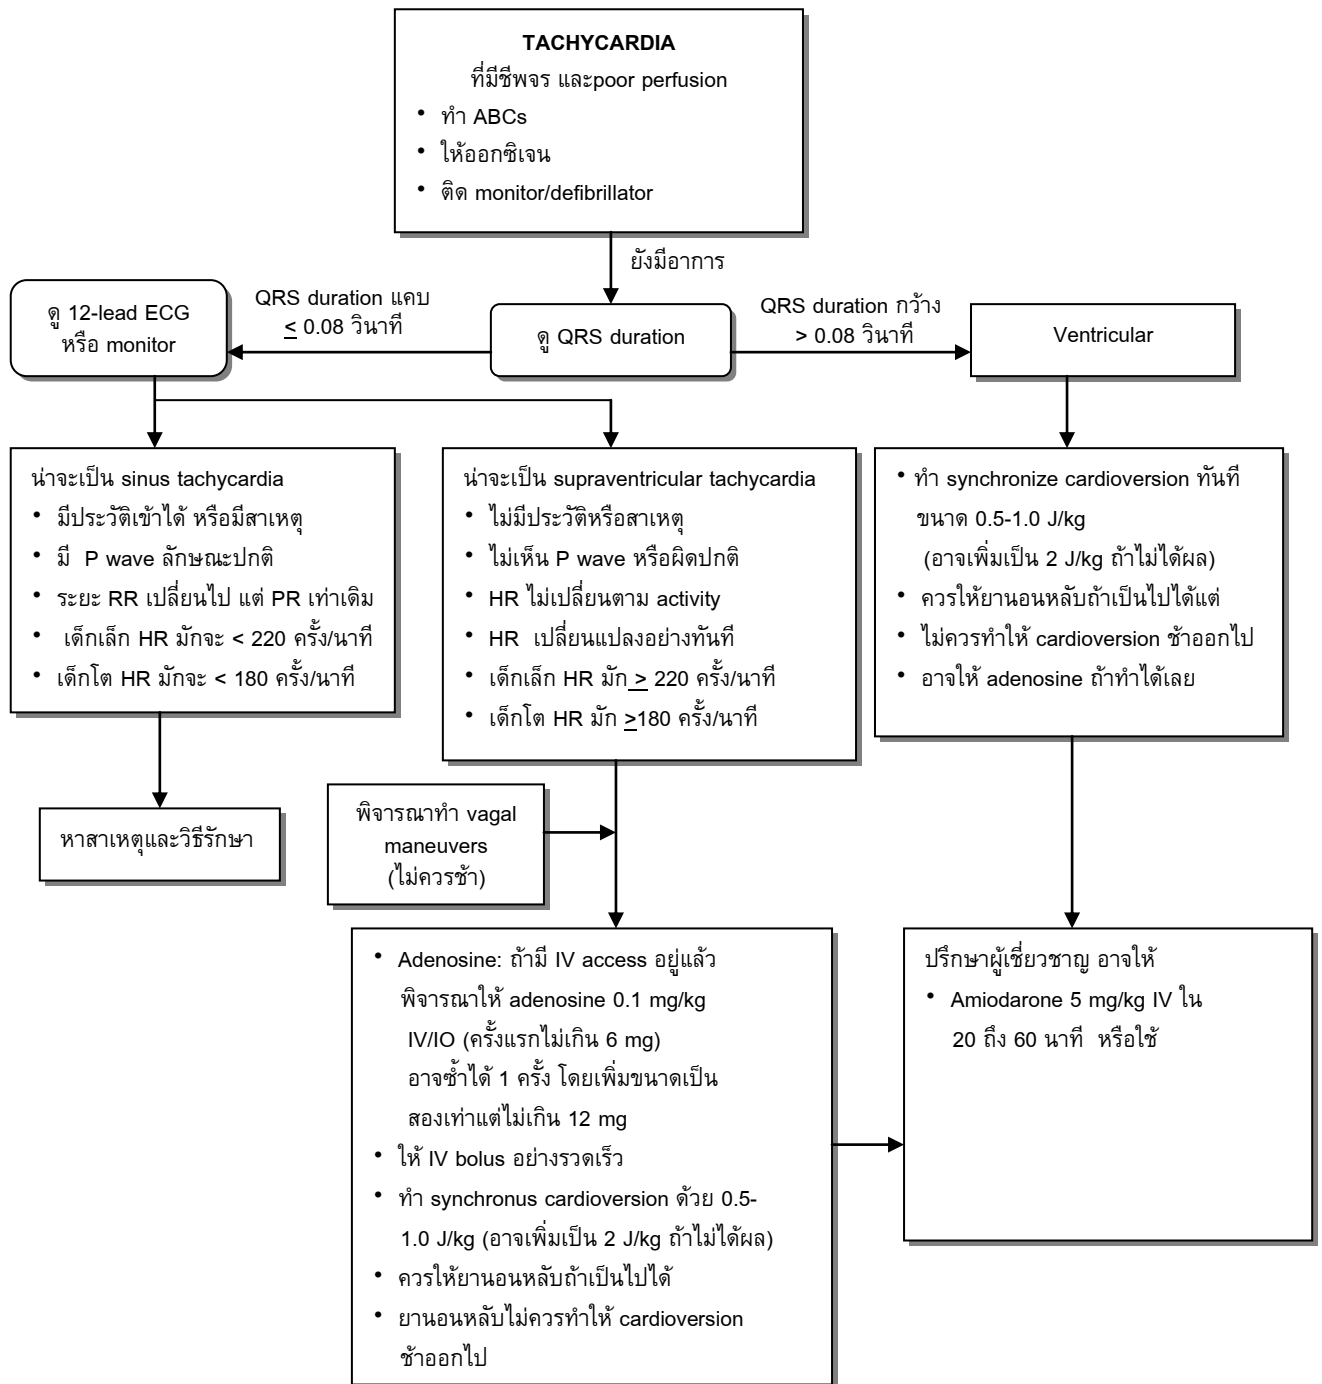 TACHYCARDIA
ที่มีชีพจร และpoor perfusion
• ทำ ABCs
• ให้ออกซิเจน
• ติด monitor/defibrillator
ยังมีอาการ
ดู 12-lead ECG
หรือ monitor
QRS duration แคบ
< 0.08 วินาที
ดู QRS duration
QRS duration กว้าง
> 0.08 วินาที
Ventricular
น่าจะเป็น sinus tachycardia
• มีประวัติเข้าได้ หรือมีสาเหตุ
• มี P wave ลักษณะปกติ
• ระยะ RR เปลี่ยนไป แต่ PR เท่าเดิม
• เด็กเล็ก HR มักจะ < 220 ครั้ง/นาที
• เด็กโต HR มักจะ < 180 ครั้ง/นาที
น่าจะเป็น supraventricular tachycardia
• ไม่มีประวัติหรือสาเหตุ
• ไม่เห็น P wave หรือผิดปกติ
• HR ไม่เปลี่ยนตาม activity
• HR เปลี่ยนแปลงอย่างทันที
• เด็กเล็ก HR มัก > 220 ครั้ง/นาที
• เด็กโต HR มัก >180 ครั้ง/นาที
• ทำ synchronize cardioversion ทันที
ขนาด 0.5-1.0 J/kg
(อาจเพิ่มเป็น 2 J/kg ถ้าไม่ได้ผล)
• ควรให้ยานอนหลับถ้าเป็นไปได้แต่
• ไม่ควรทำให้ cardioversion ช้าออกไป
• อาจให้ adenosine ถ้าทำได้เลย
หาสาเหตุและวิธีรักษา
พิจารณาทำ vagal
maneuvers
(ไม่ควรช้า)
• Adenosine: ถ้ามี IV access อยู่แล้ว
พิจารณาให้ adenosine 0.1 mg/kg
IV/IO (ครั้งแรกไม่เกิน 6 mg)
อาจซ้ำได้ 1 ครั้ง โดยเพิ่มขนาดเป็น
สองเท่าแต่ไม่เกิน 12 mg
• ให้ IV bolus อย่างรวดเร็ว
• ทำ synchronus cardioversion ด้วย 0.5-
1.0 J/kg (อาจเพิ่มเป็น 2 J/kg ถ้าไม่ได้ผล)
• ควรให้ยานอนหลับถ้าเป็นไปได้
• ยานอนหลับไม่ควรทำให้ cardioversion
ช้าออกไป
ปรึกษาผู้เชี่ยวชาญ อาจให้
• Amiodarone 5 mg/kg IV ใน
20 ถึง 60 นาที หรือใช้